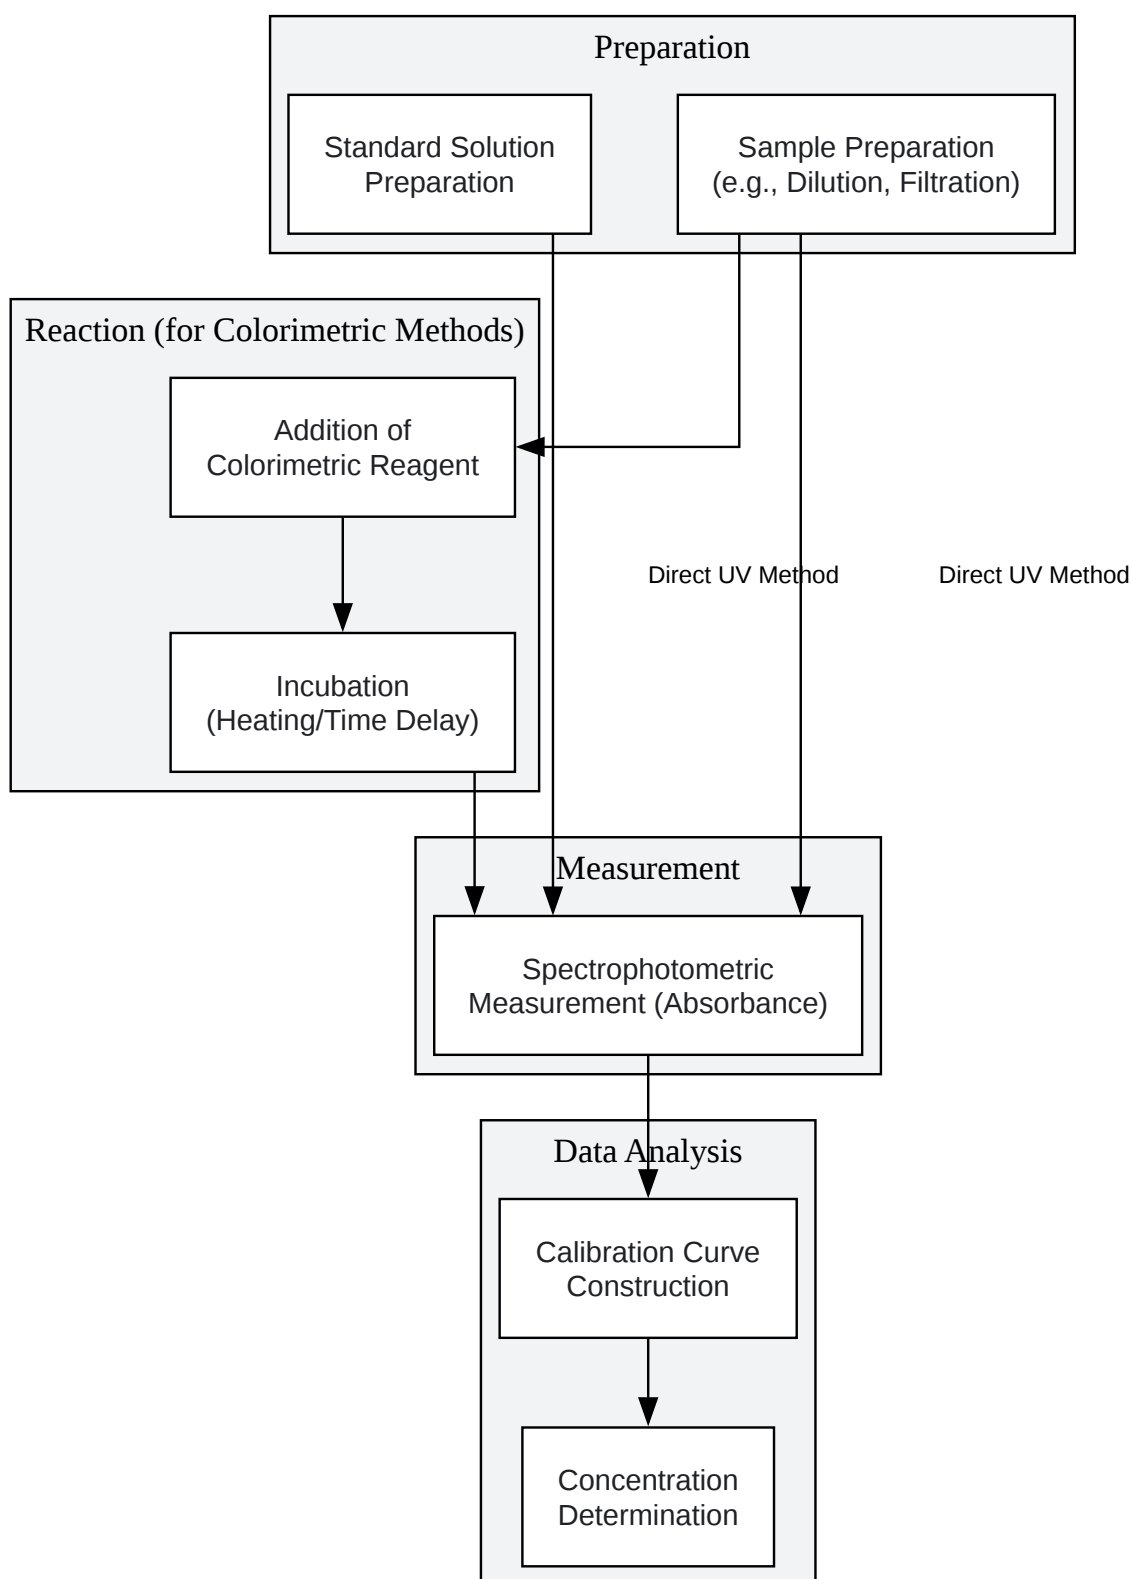 Preparation
Standard Solution
Preparation
Sample Preparation
(e.g., Dilution, Filtration)
Reaction (for Colorimetric Methods)
Addition of
Colorimetric Reagent
Direct UV Method
Direct UV Method
Incubation
(Heating/Time Delay)
Measurement
Spectrophotometric
Measurement (Absorbance)
Data Analysis
Calibration Curve
Construction
Concentration
Determination